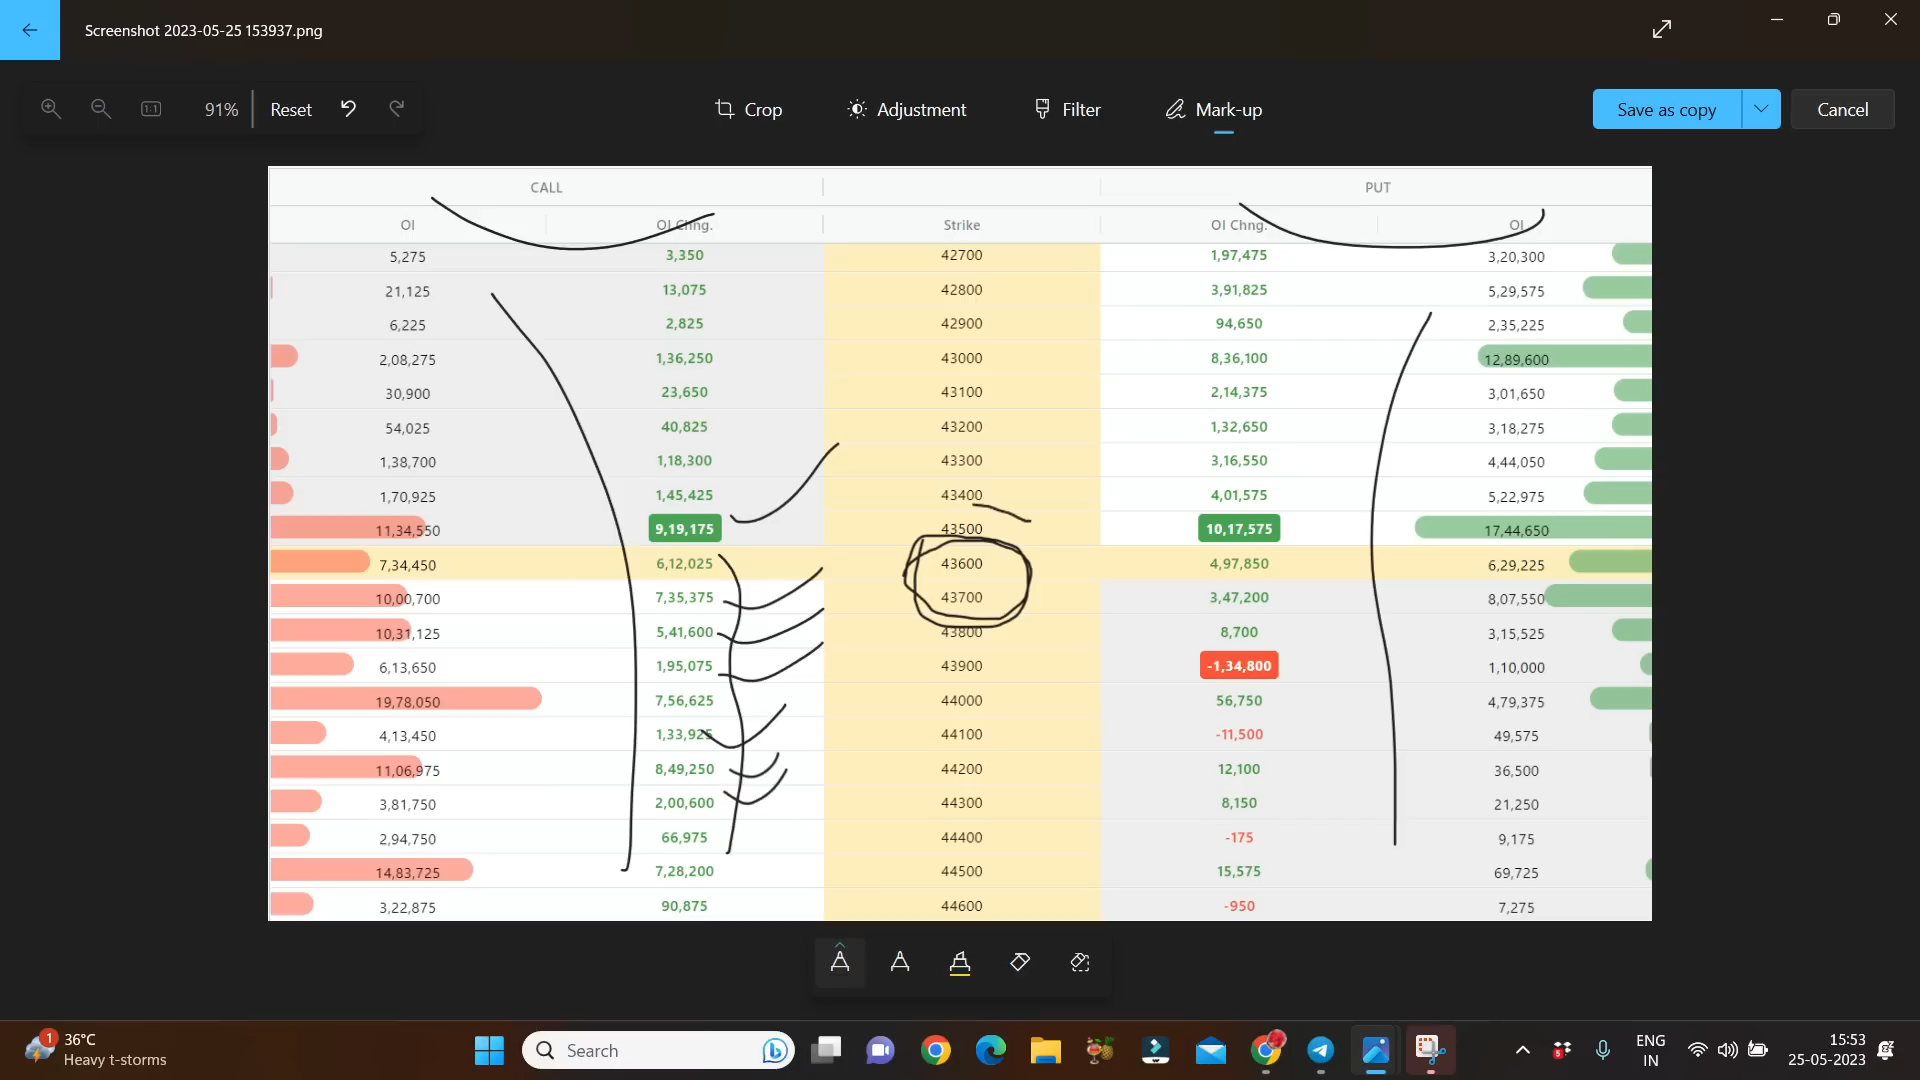 Screenshot 2023-05-25 153937.png
91% Reset Crop Adjustment Filter Mark-up Save as copy Cancel
CALL PUT
OI OI Chng. Strike OI Chng. OI
5,275 3,350 42700 1,97,475 3,20,300
21,125 13,075 42800 3,91,825 5,29,575
6,225 2,825 42900 94,650 2,35,225
2,08,275 1,36,250 43000 8,36,100 12,89,600
30,900 23,650 43100 2,14,375 3,01,650
54,025 40,825 43200 1,32,650 3,18,275
1,38,700 1,18,300 43300 3,16,550 4,44,050
1,70,925 1,45,425 43400 4,01,575 5,22,975
11,34,550 9,19,175 43500 10,17,575 17,44,650
7,34,450 6,12,025 43600 4,97,850 6,29,225
10,00,700 7,35,375 43700 3,47,200 8,07,550
10,31,125 5,41,600 43800 8,700 3,15,525
6,13,650 1,95,075 43900 -1,34,800 1,10,000
19,78,050 7,56,625 44000 56,750 4,79,375
4,13,450 1,33,925 44100 -11,500 49,575
11,06,975 8,49,250 44200 12,100 36,500
3,81,750 2,00,600 44300 8,150 21,250
2,94,750 66,975 44400 -175 9,175
14,83,725 7,28,200 44500 15,575 69,725
3,22,875 90,875 44600 -950 7,275
1 36°C
Heavy t-storms
Search
ENG
IN
15:53
25-05-2023